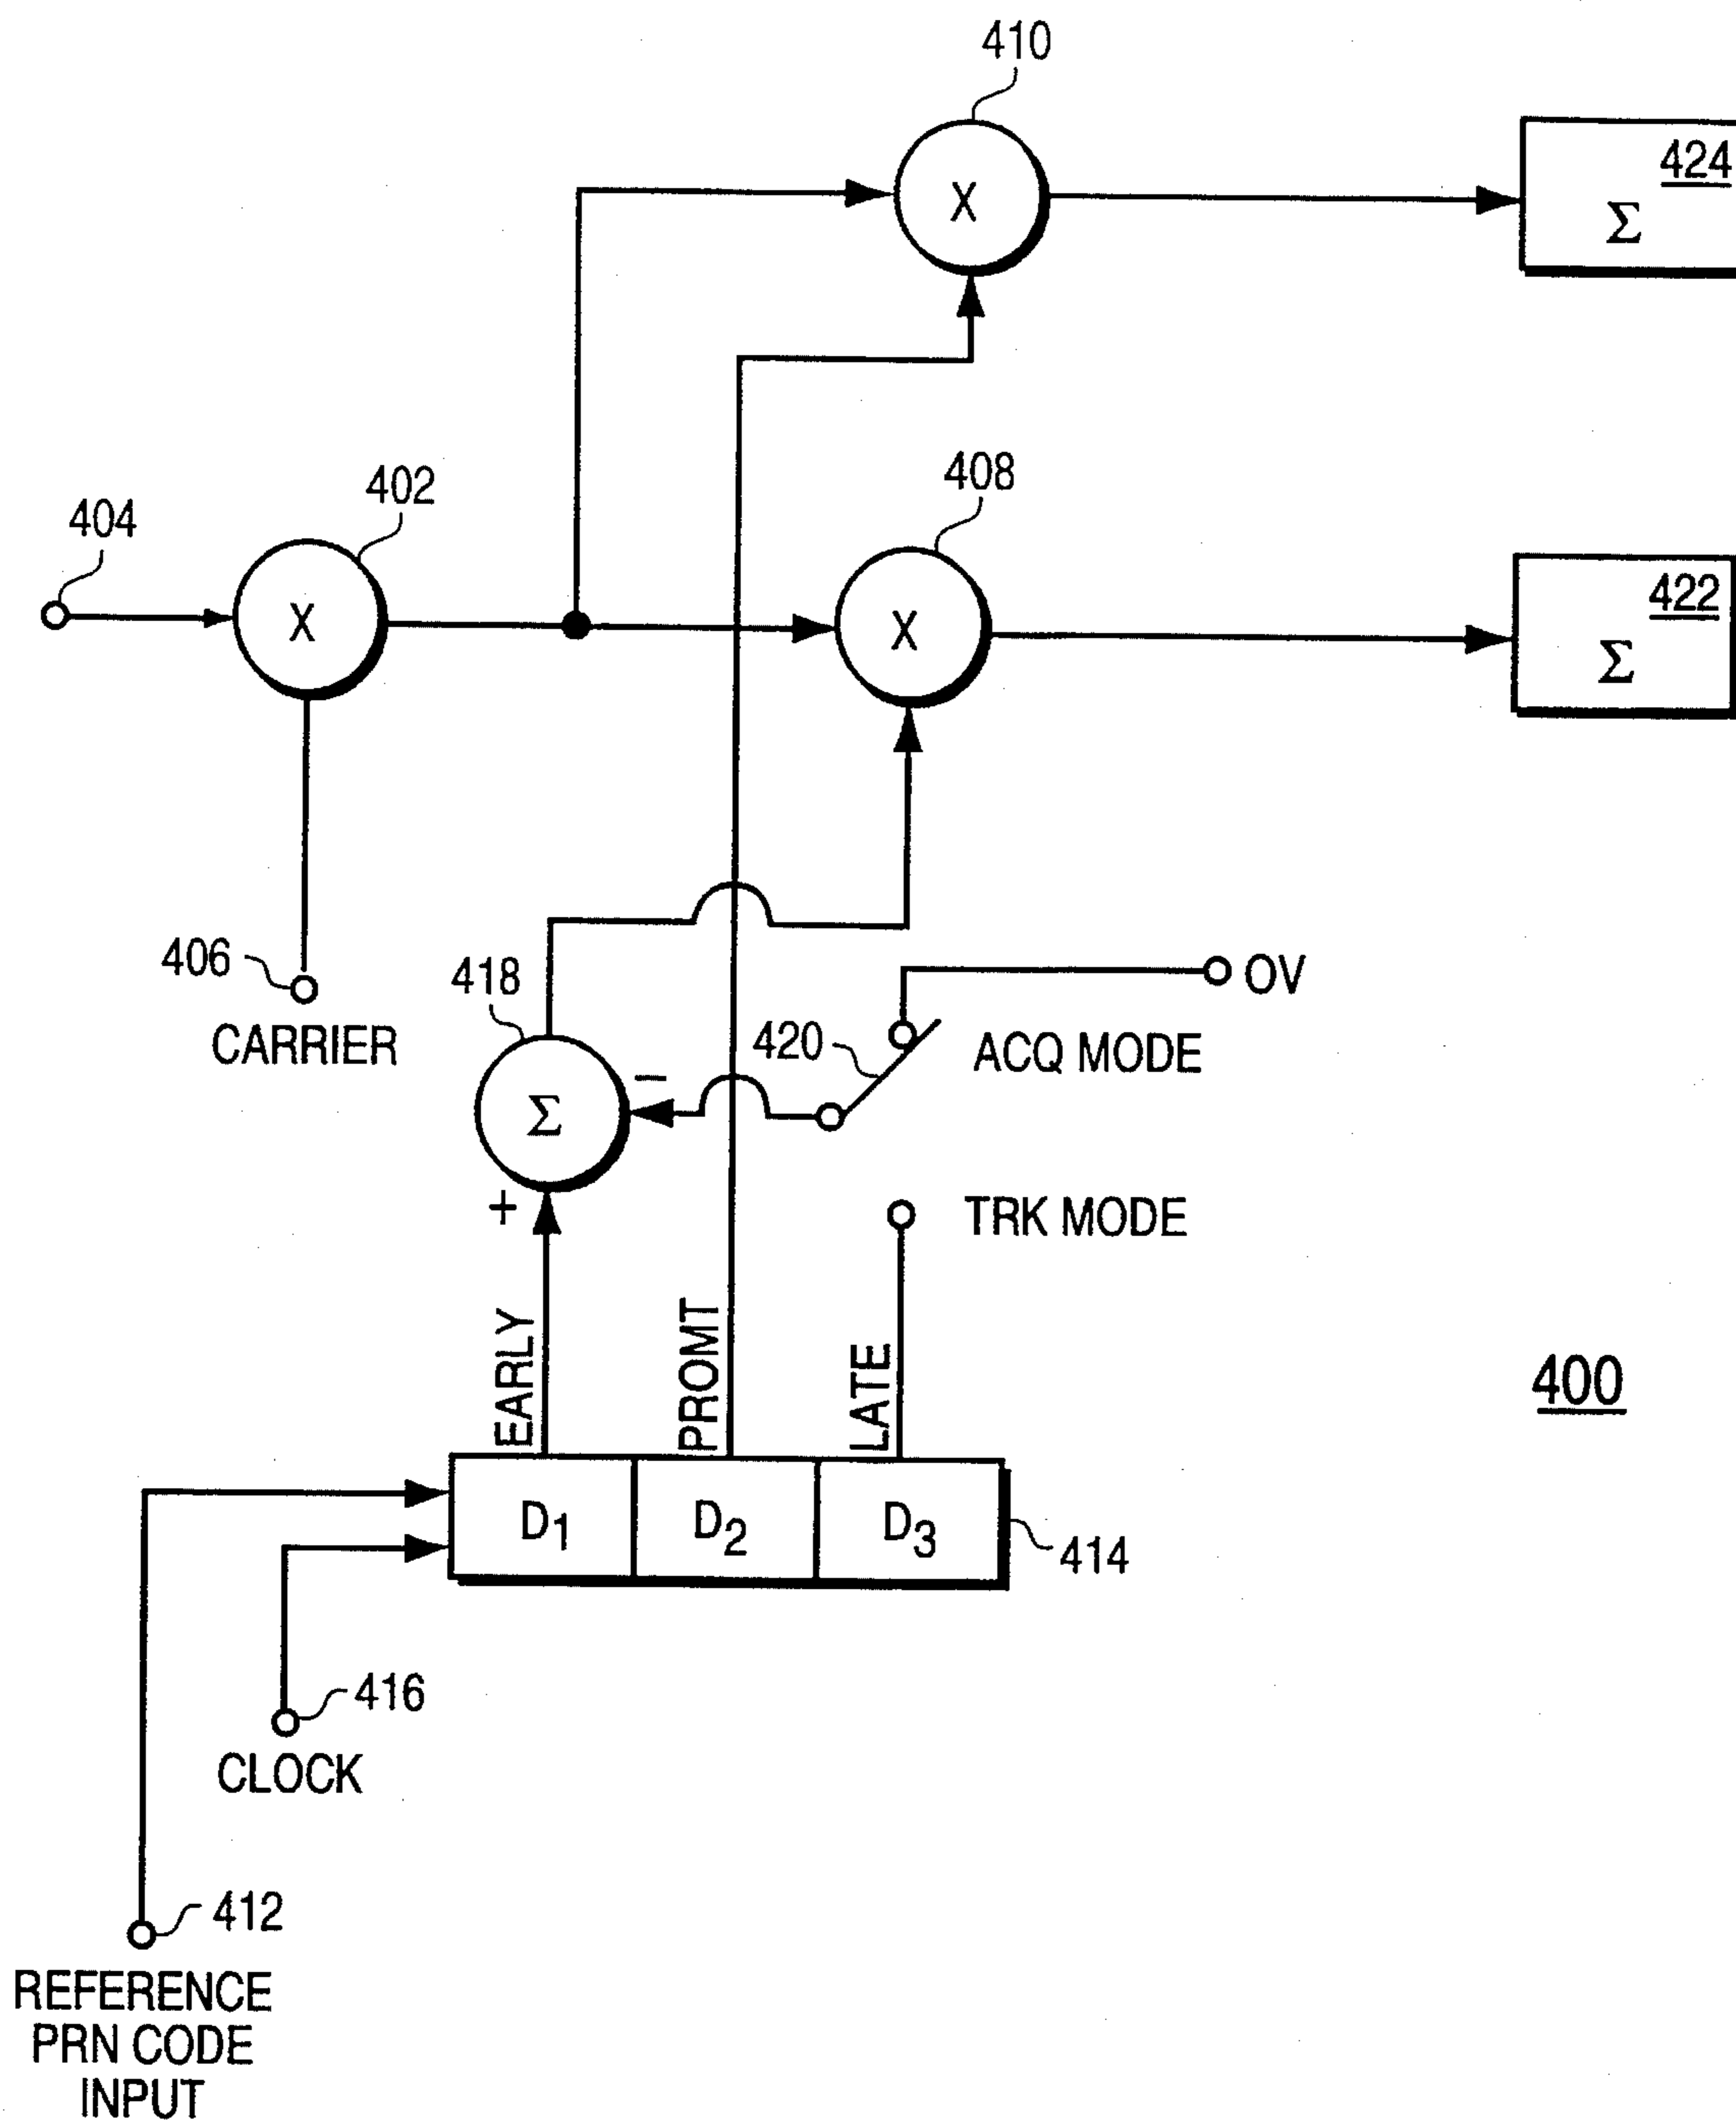 410
424
X
Σ
402
408
404
422
X
X
Σ
406
418
OV
CARRIER
420
ACQ MODE
−
Σ
+
TRK MODE
EARLY
PROMT
LATE
400
D1
D2
D3
414
416
CLOCK
412
REFERENCE
PRN CODE
INPUT